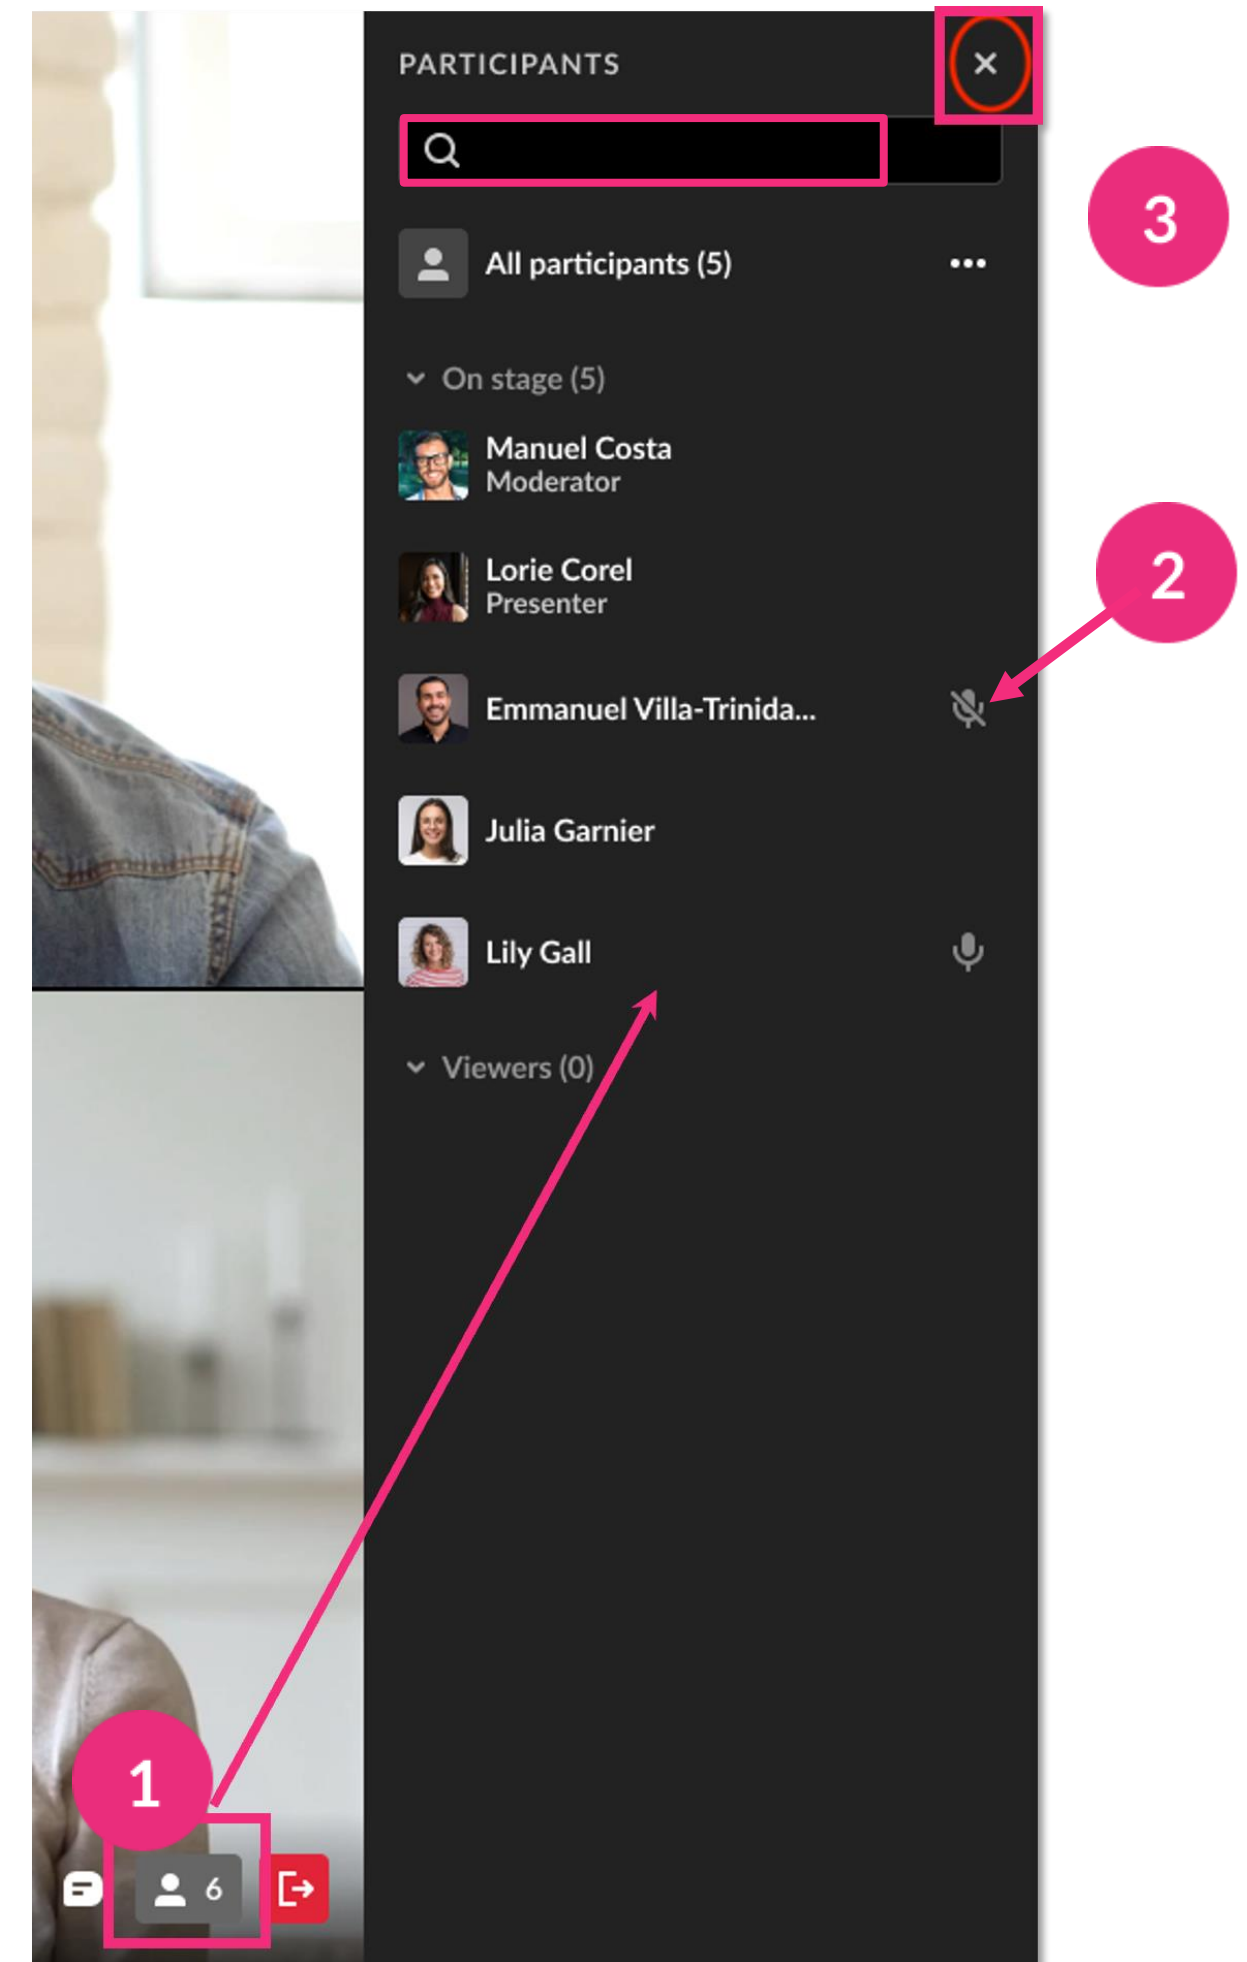 PARTICIPANTS
3
All participants (5)
On stage (5)
Manuel Costa
Moderator
2
Lorie Corel
Presenter
Emmanuel Villa-Trinida...
Julia Garnier
Lily Gall
Viewers (0)
1
6